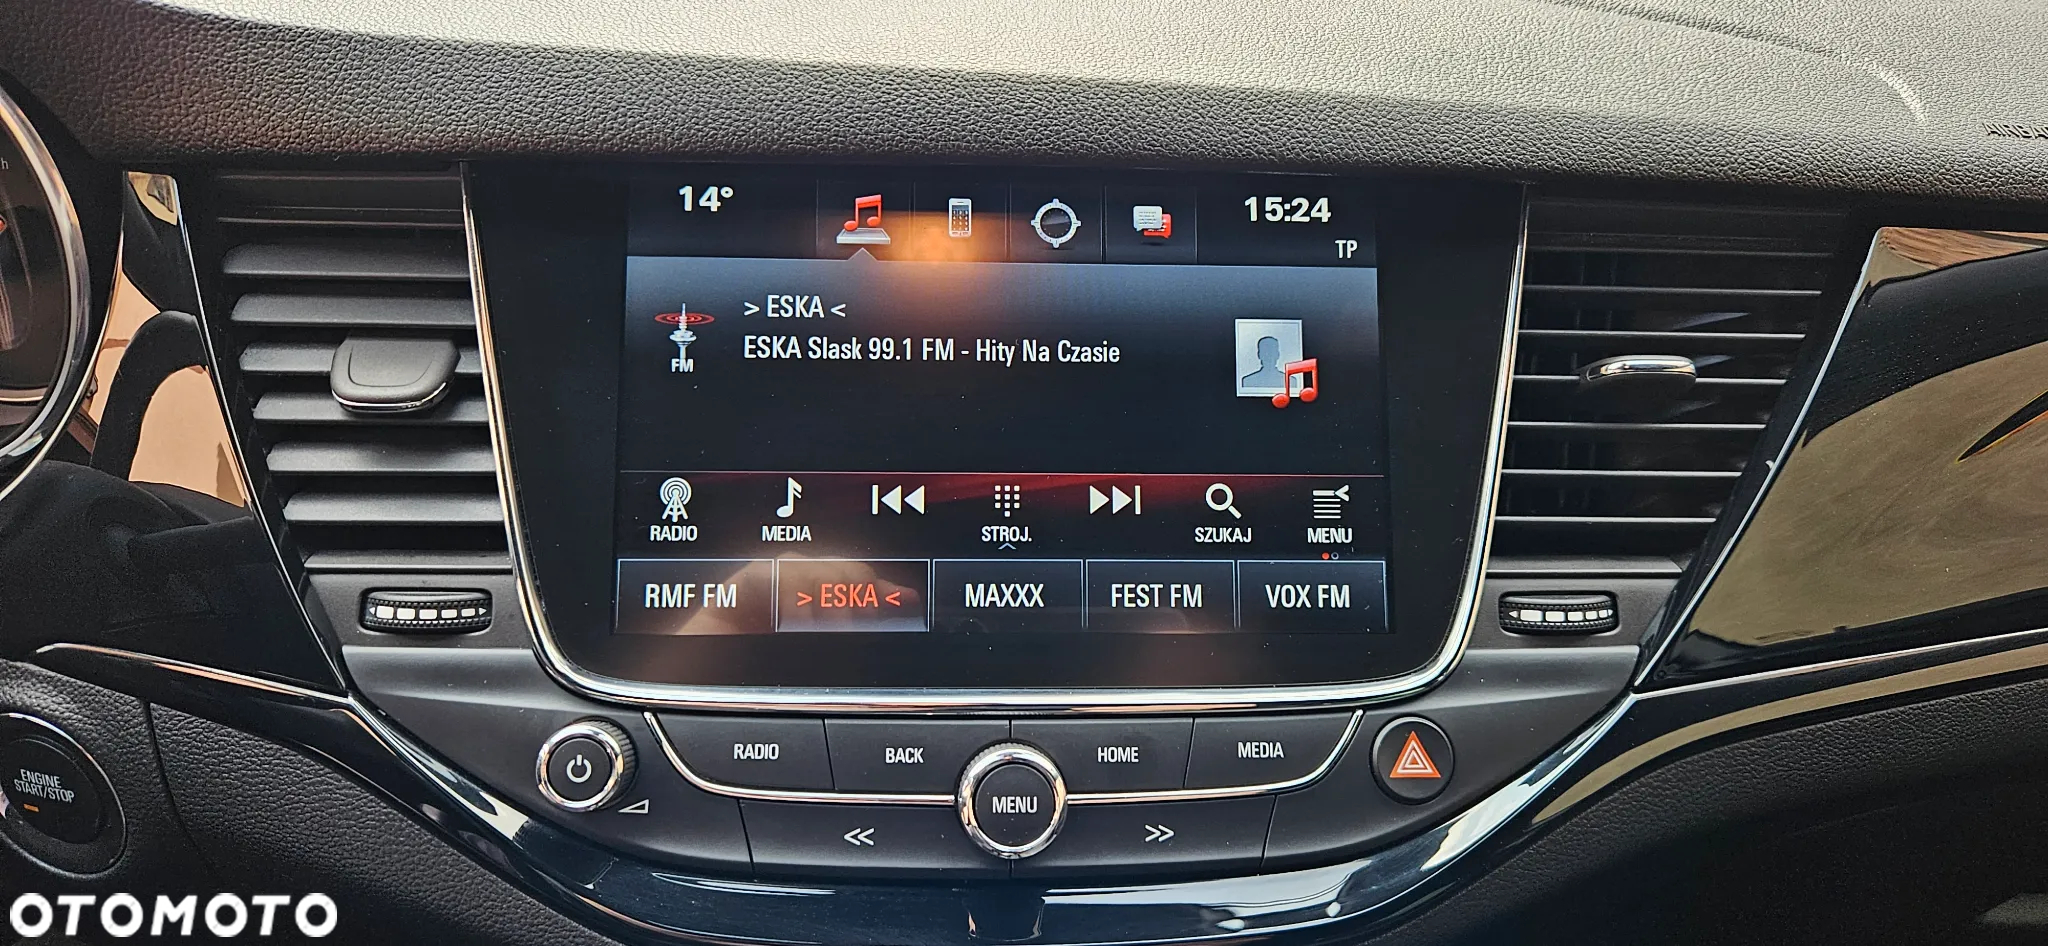 14°
15:24
TP
> ESKA <
ESKA Slask 99.1 FM - Hity Na Czasie
FM
RADIO
MEDIA
STROJ.
SZUKAJ
MENU
RMF FM
> ESKA <
MAXXX
FEST FM
VOX FM
RADIO
BACK
HOME
MEDIA
MENU
ENGINE
START/STOP
OTOMOTO